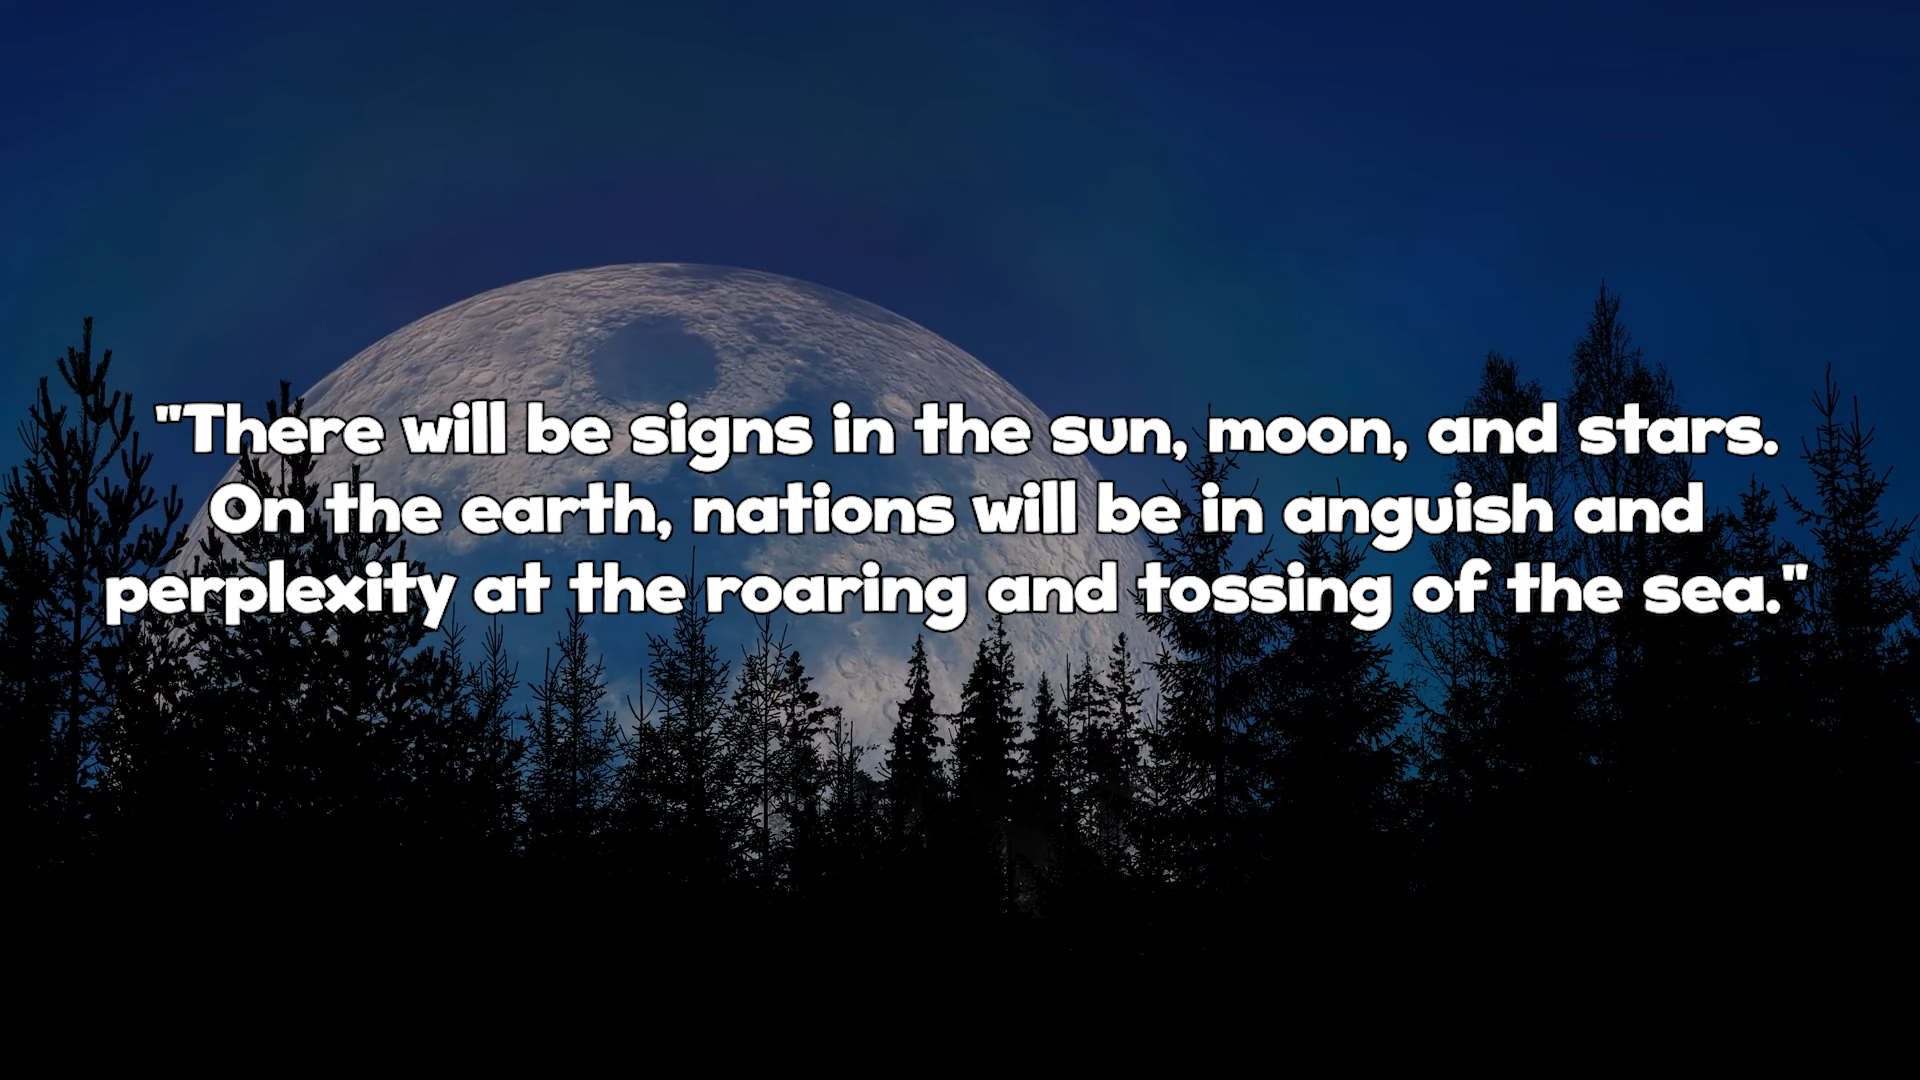 "There will be signs in the sun, moon, and stars.
On the earth, nations will be in anguish and
perplexity at the roaring and tossing of the sea."